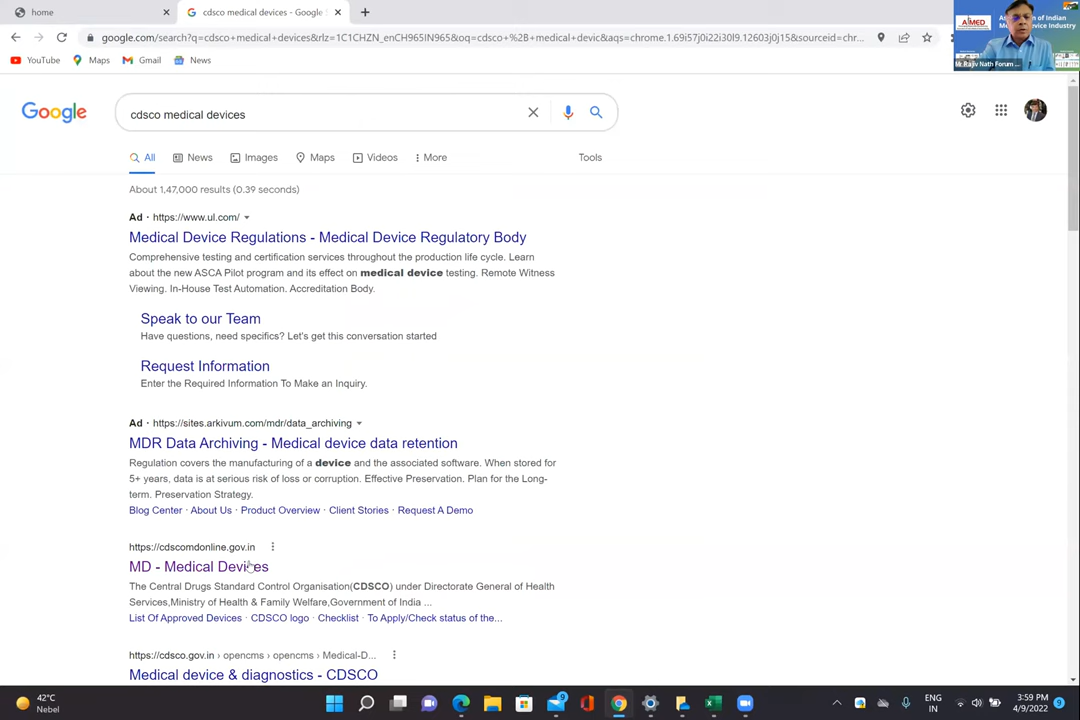 home
cdsco medical devices - Google S
google.com/search?q=cdsco+medical+devices&rlz=1C1CHZN_enCH965IN965&oq=cdsco+%2B+medical+devic&aqs=chrome.1.69i57j0i22i30l9.12603j0j15&sourceid=chr...
YouTube
Maps
Gmail
News
AiMED
Mr Rajiv Nath Forum ...
Google
cdsco medical devices
All
News
Images
Maps
Videos
More
Tools
About 1,47,000 results (0.39 seconds)
Ad · https://www.ul.com/
Medical Device Regulations - Medical Device Regulatory Body
Comprehensive testing and certification services throughout the production life cycle. Learn
about the new ASCA Pilot program and its effect on medical device testing. Remote Witness
Viewing. In-House Test Automation. Accreditation Body.
Speak to our Team
Have questions, need specifics? Let's get this conversation started
Request Information
Enter the Required Information To Make an Inquiry.
Ad · https://sites.arkivum.com/mdr/data_archiving
MDR Data Archiving - Medical device data retention
Regulation covers the manufacturing of a device and the associated software. When stored for
5+ years, data is at serious risk of loss or corruption. Effective Preservation. Plan for the Long-
term. Preservation Strategy.
Blog Center · About Us · Product Overview · Client Stories · Request A Demo
https://cdscomdonline.gov.in
MD - Medical Devices
The Central Drugs Standard Control Organisation(CDSCO) under Directorate General of Health
Services,Ministry of Health & Family Welfare,Government of India ...
List Of Approved Devices · CDSCO logo · Checklist · To Apply/Check status of the...
https://cdsco.gov.in › opencms › opencms › Medical-D...
Medical device & diagnostics - CDSCO
42°C
Nebel
9
ENG
IN
3:59 PM
4/9/2022
9